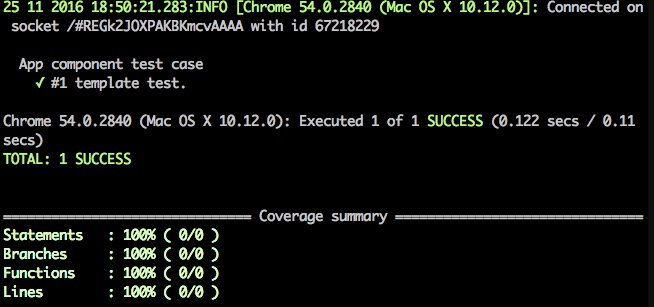 25 11 2016 18:50:21.283:INFO [Chrome 54.0.2840 (Mac OS X 10.12.0)]: Connected on
socket /#REGk2JOXPAKBKmcvAAAA with id 67218229
App component test case
✓ #1 template test.
Chrome 54.0.2840 (Mac OS X 10.12.0): Executed 1 of 1 SUCCESS (0.122 secs / 0.11
secs)
TOTAL: 1 SUCCESS
=============================== Coverage summary ===============================
Statements   : 100% ( 0/0 )
Branches     : 100% ( 0/0 )
Functions    : 100% ( 0/0 )
Lines        : 100% ( 0/0 )